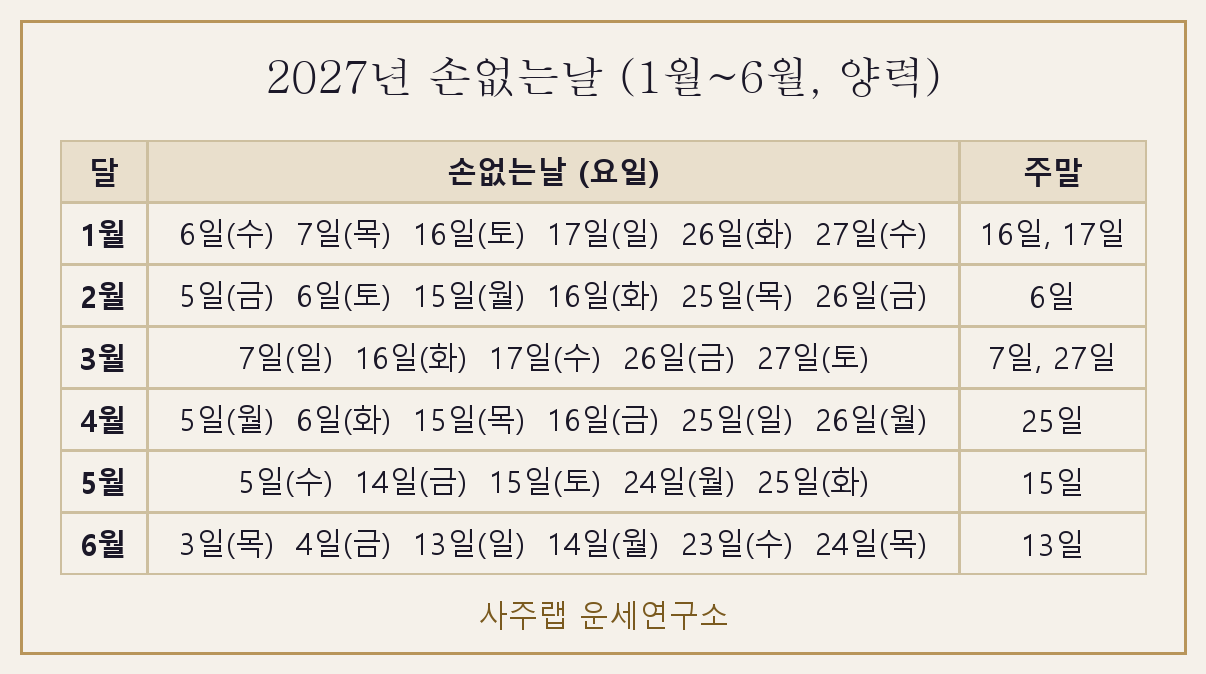 2027년 손없는날 (1월~6월, 양력)
달 손없는날 (요일) 주말
1월 6일(수) 7일(목) 16일(토) 17일(일) 26일(화) 27일(수) 16일, 17일
2월 5일(금) 6일(토) 15일(월) 16일(화) 25일(목) 26일(금) 6일
3월 7일(일) 16일(화) 17일(수) 26일(금) 27일(토) 7일, 27일
4월 5일(월) 6일(화) 15일(목) 16일(금) 25일(일) 26일(월) 25일
5월 5일(수) 14일(금) 15일(토) 24일(월) 25일(화) 15일
6월 3일(목) 4일(금) 13일(일) 14일(월) 23일(수) 24일(목) 13일
사주랩 운세연구소